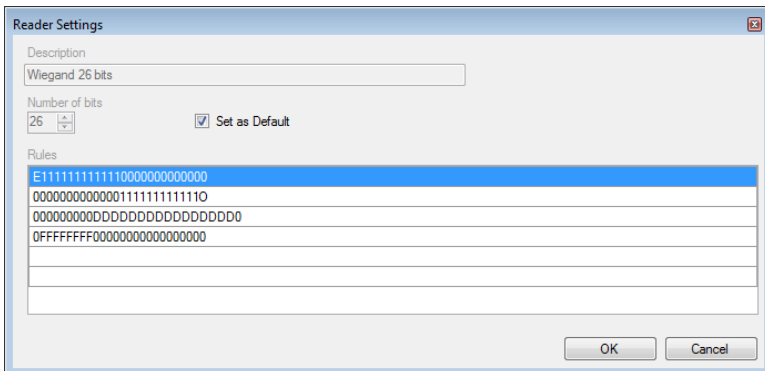 Reader Settings
Description
Wiegand 26 bits
Number of bits
26
Set as Default
Rules
E1111111111110000000000000
0000000000000111111111111O
000000000DDDDDDDDDDDDDDDD0
0FFFFFFFF00000000000000000
OK Cancel